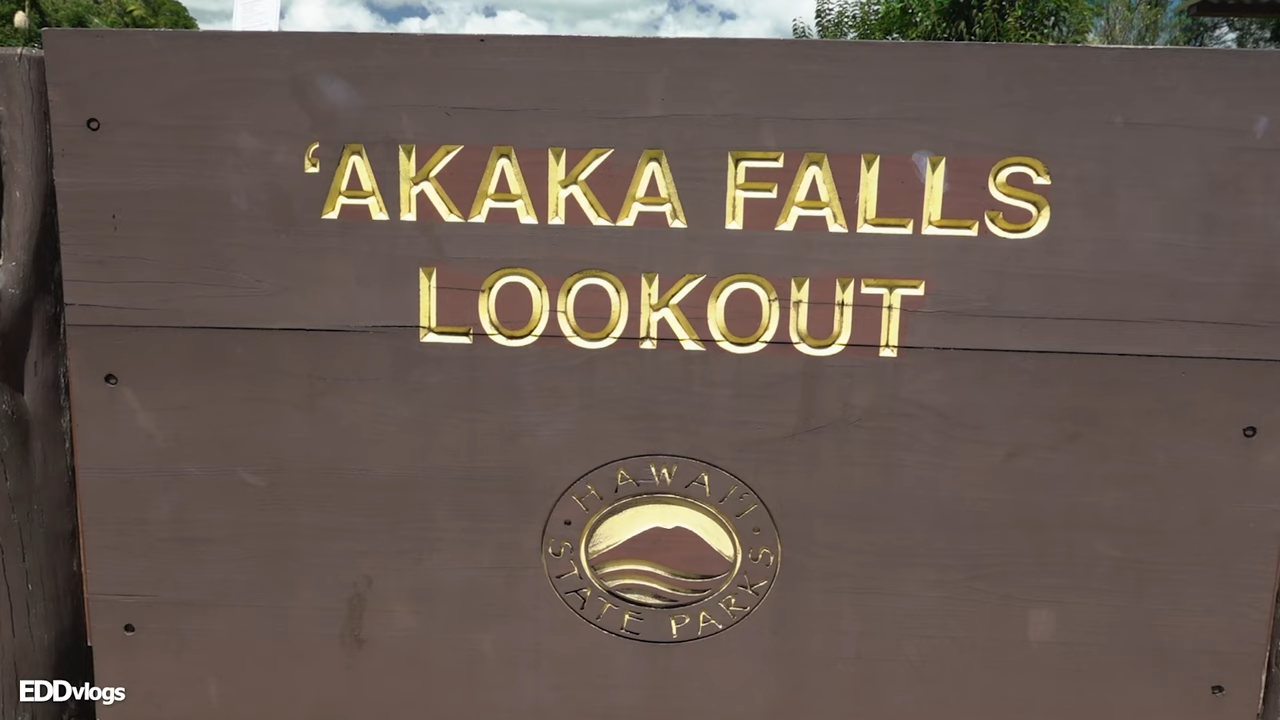 ‘AKAKA FALLS
LOOKOUT
HAWAI‘I
STATE PARKS
EDDvlogs